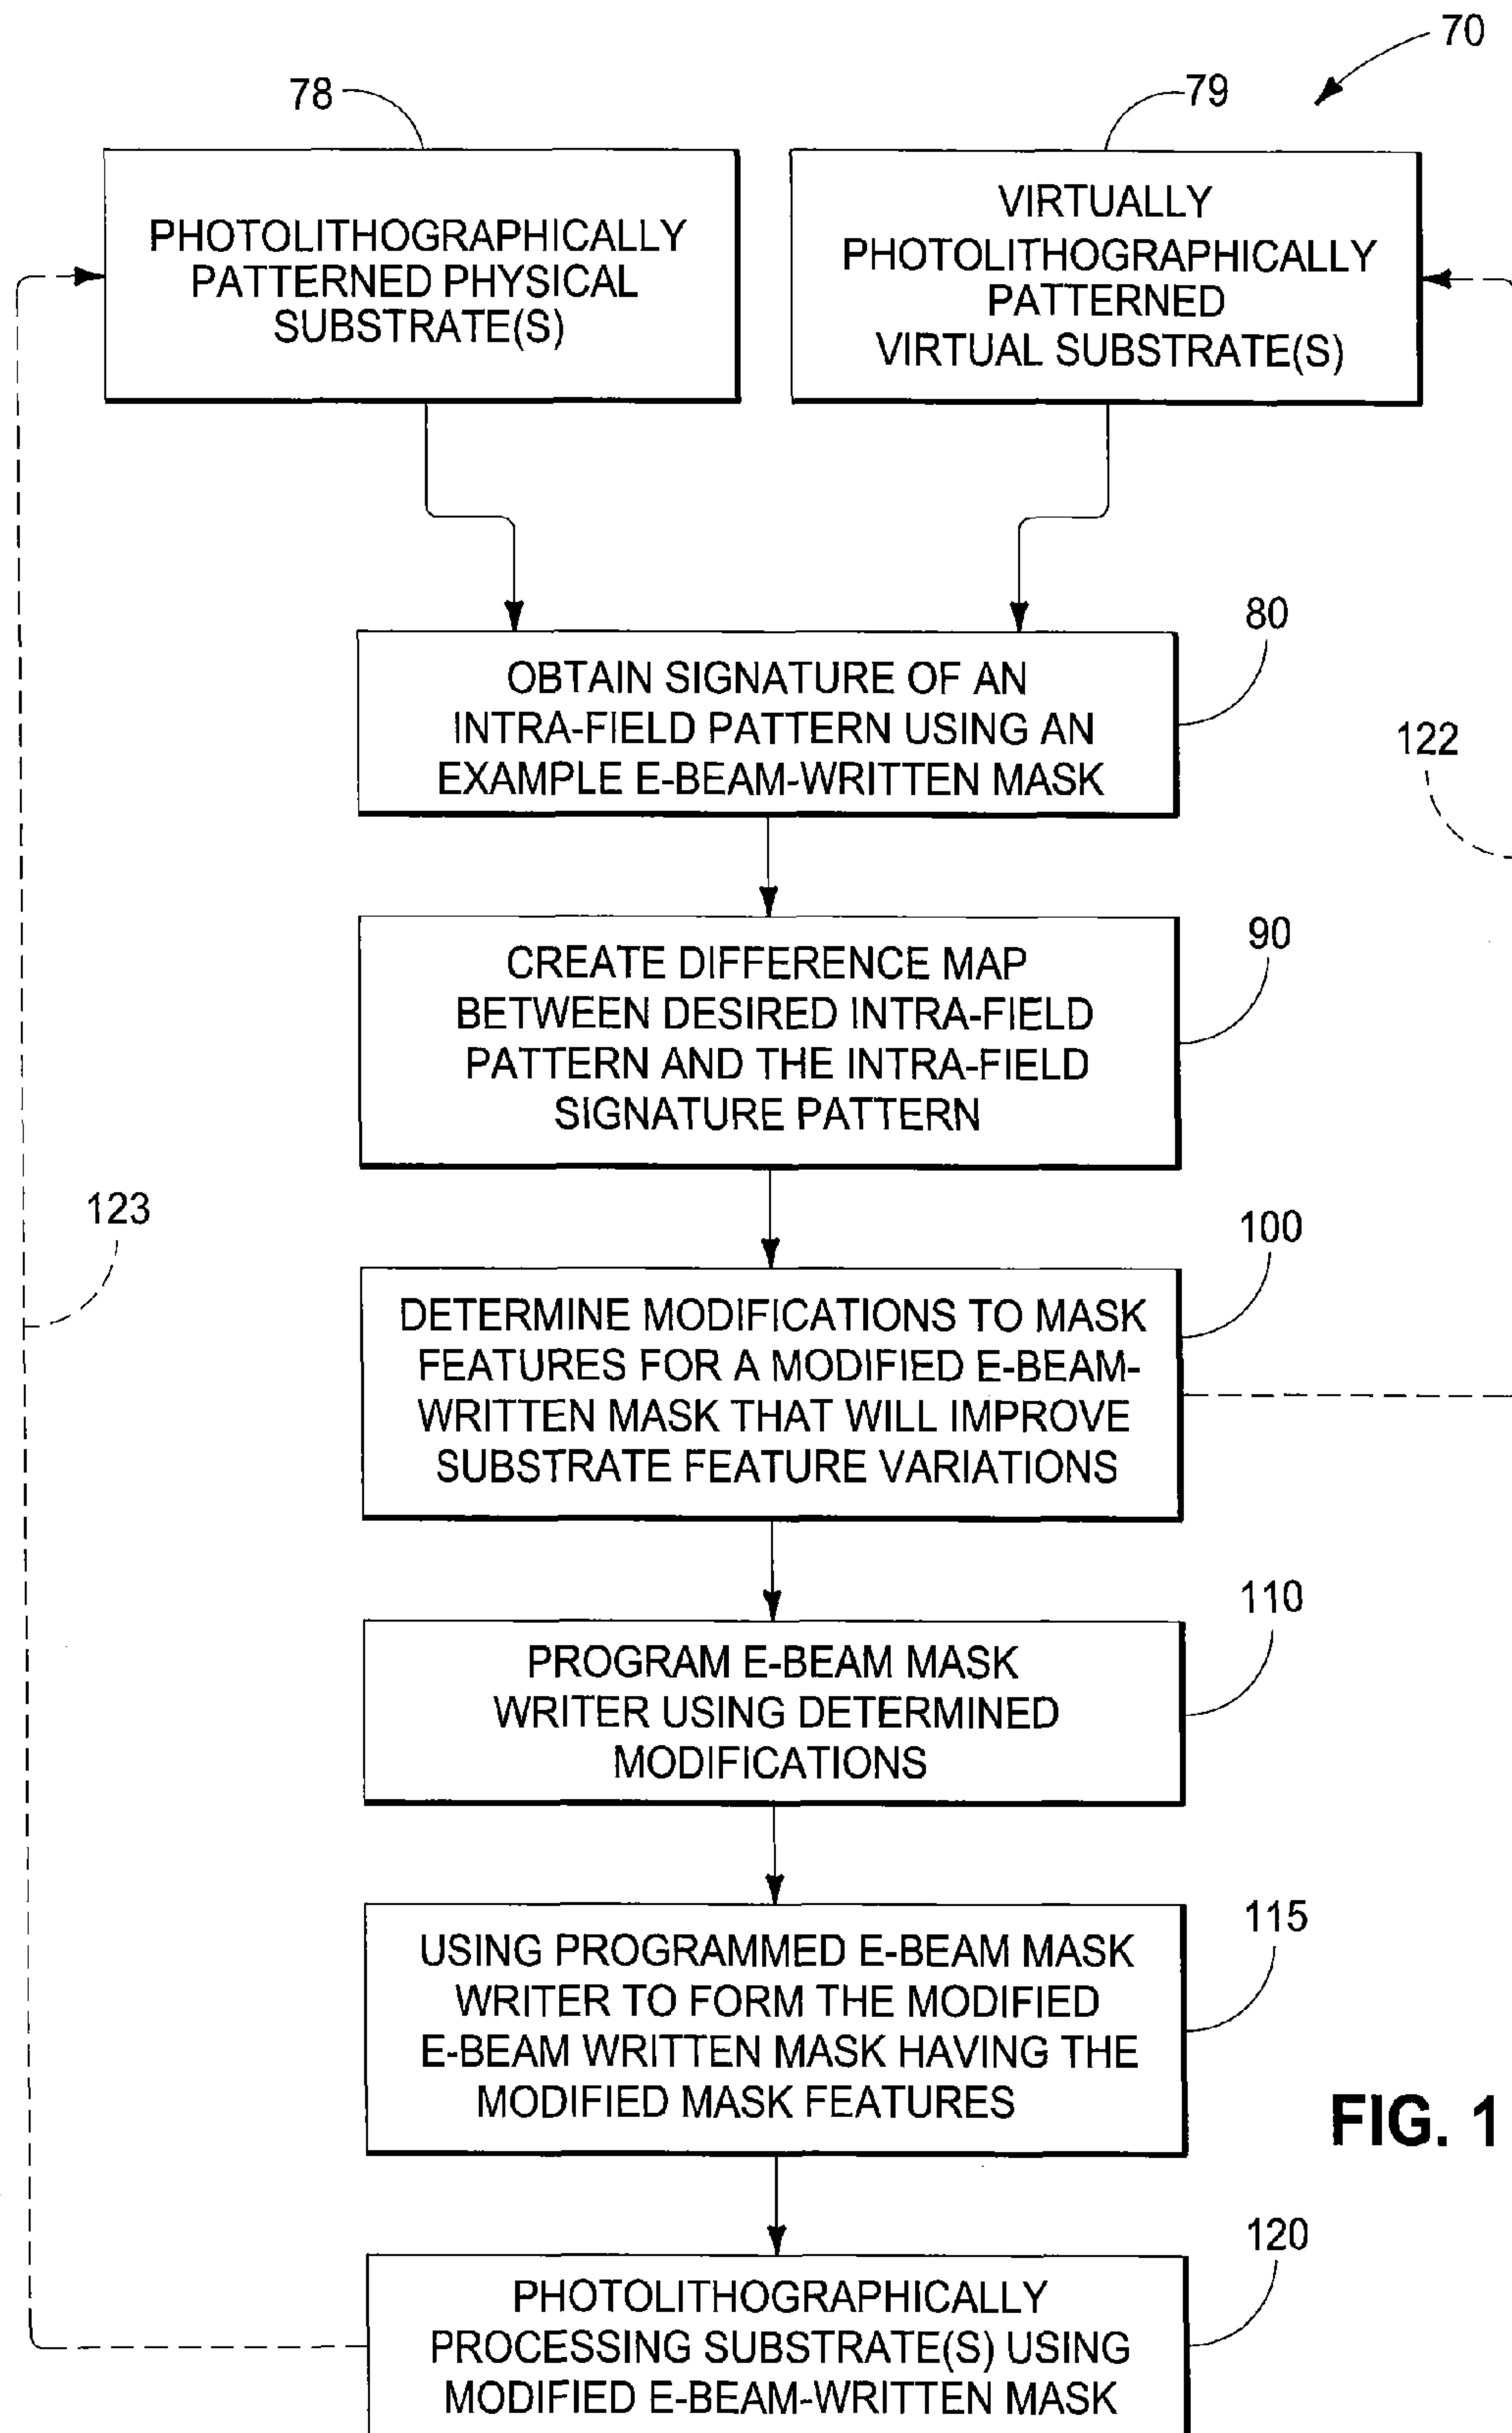 70
78
79
PHOTOLITHOGRAPHICALLY
PATTERNED PHYSICAL
SUBSTRATE(S)
VIRTUALLY
PHOTOLITHOGRAPHICALLY
PATTERNED
VIRTUAL SUBSTRATE(S)
80
OBTAIN SIGNATURE OF AN
INTRA-FIELD PATTERN USING AN
EXAMPLE E-BEAM-WRITTEN MASK
122
90
CREATE DIFFERENCE MAP
BETWEEN DESIRED INTRA-FIELD
PATTERN AND THE INTRA-FIELD
SIGNATURE PATTERN
123
100
DETERMINE MODIFICATIONS TO MASK
FEATURES FOR A MODIFIED E-BEAM-
WRITTEN MASK THAT WILL IMPROVE
SUBSTRATE FEATURE VARIATIONS
110
PROGRAM E-BEAM MASK
WRITER USING DETERMINED
MODIFICATIONS
115
USING PROGRAMMED E-BEAM MASK
WRITER TO FORM THE MODIFIED
E-BEAM WRITTEN MASK HAVING THE
MODIFIED MASK FEATURES
FIG. 1
120
PHOTOLITHOGRAPHICALLY
PROCESSING SUBSTRATE(S) USING
MODIFIED E-BEAM-WRITTEN MASK